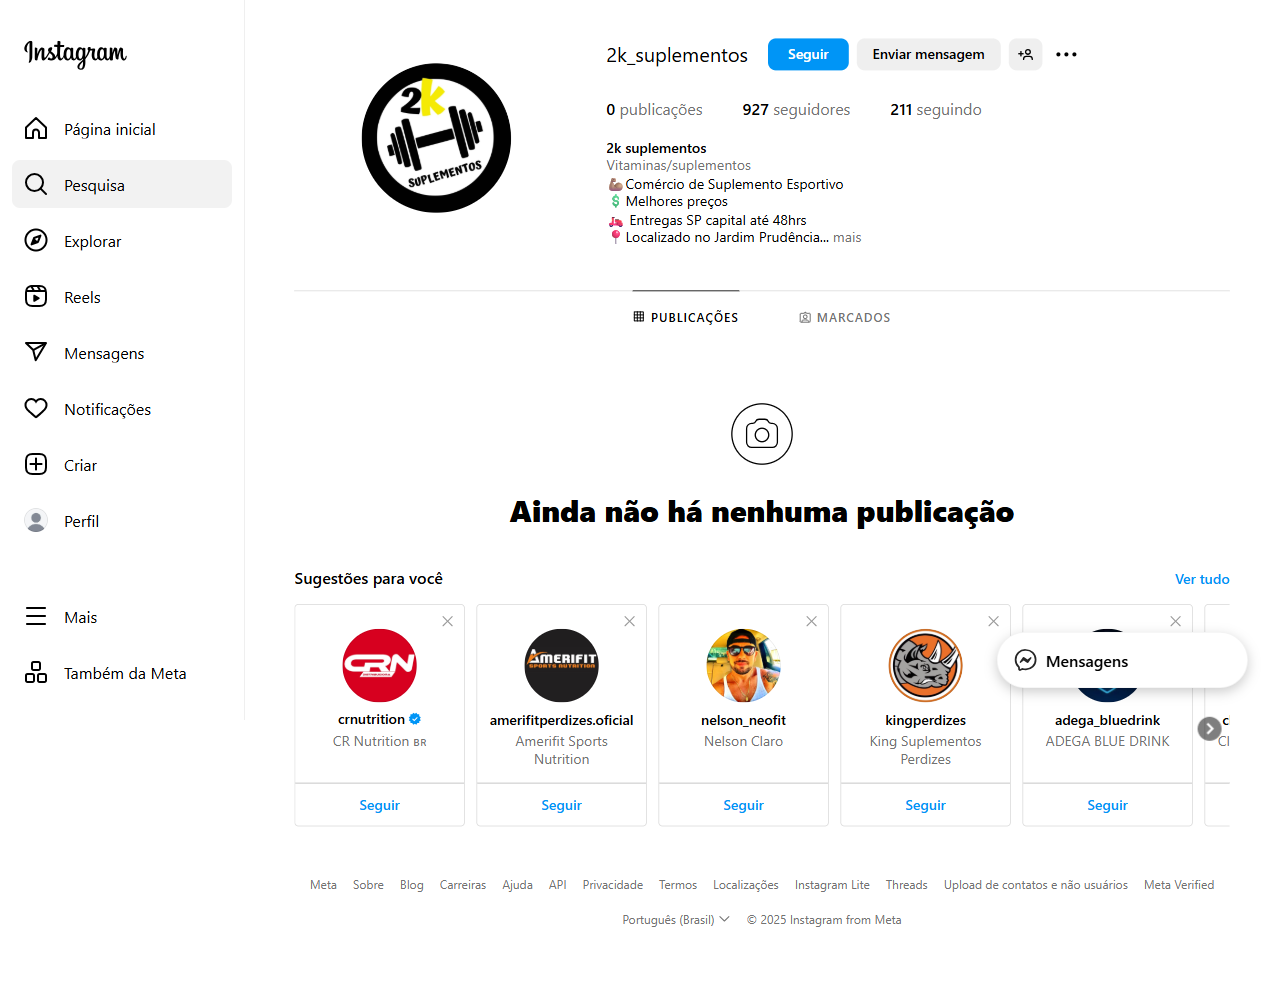 Instagram
Página inicial
Pesquisa
Explorar
Reels
Mensagens
Notificações
Criar
Perfil
Mais
Também da Meta
2k
SUPLEMENTOS
2k_suplementos
Seguir
Enviar mensagem
0 publicações
927 seguidores
211 seguindo
2k suplementos
Vitaminas/suplementos
💪🏽Comércio de Suplemento Esportivo
💲Melhores preços
🛵 Entregas SP capital até 48hrs
📍Localizado no Jardim Prudência... mais
PUBLICAÇÕES
MARCADOS
Ainda não há nenhuma publicação
Sugestões para você
Ver tudo
CRN
crnutrition
CR Nutrition BR
Seguir
AMERIFIT
SPORTS NUTRITION
amerifitperdizes.oficial
Amerifit Sports
Nutrition
Seguir
nelson_neofit
Nelson Claro
Seguir
kingperdizes
King Suplementos
Perdizes
Seguir
adega_bluedrink
ADEGA BLUE DRINK
Seguir
Mensagens
Meta
Sobre
Blog
Carreiras
Ajuda
API
Privacidade
Termos
Localizações
Instagram Lite
Threads
Upload de contatos e não usuários
Meta Verified
Português (Brasil)
© 2025 Instagram from Meta